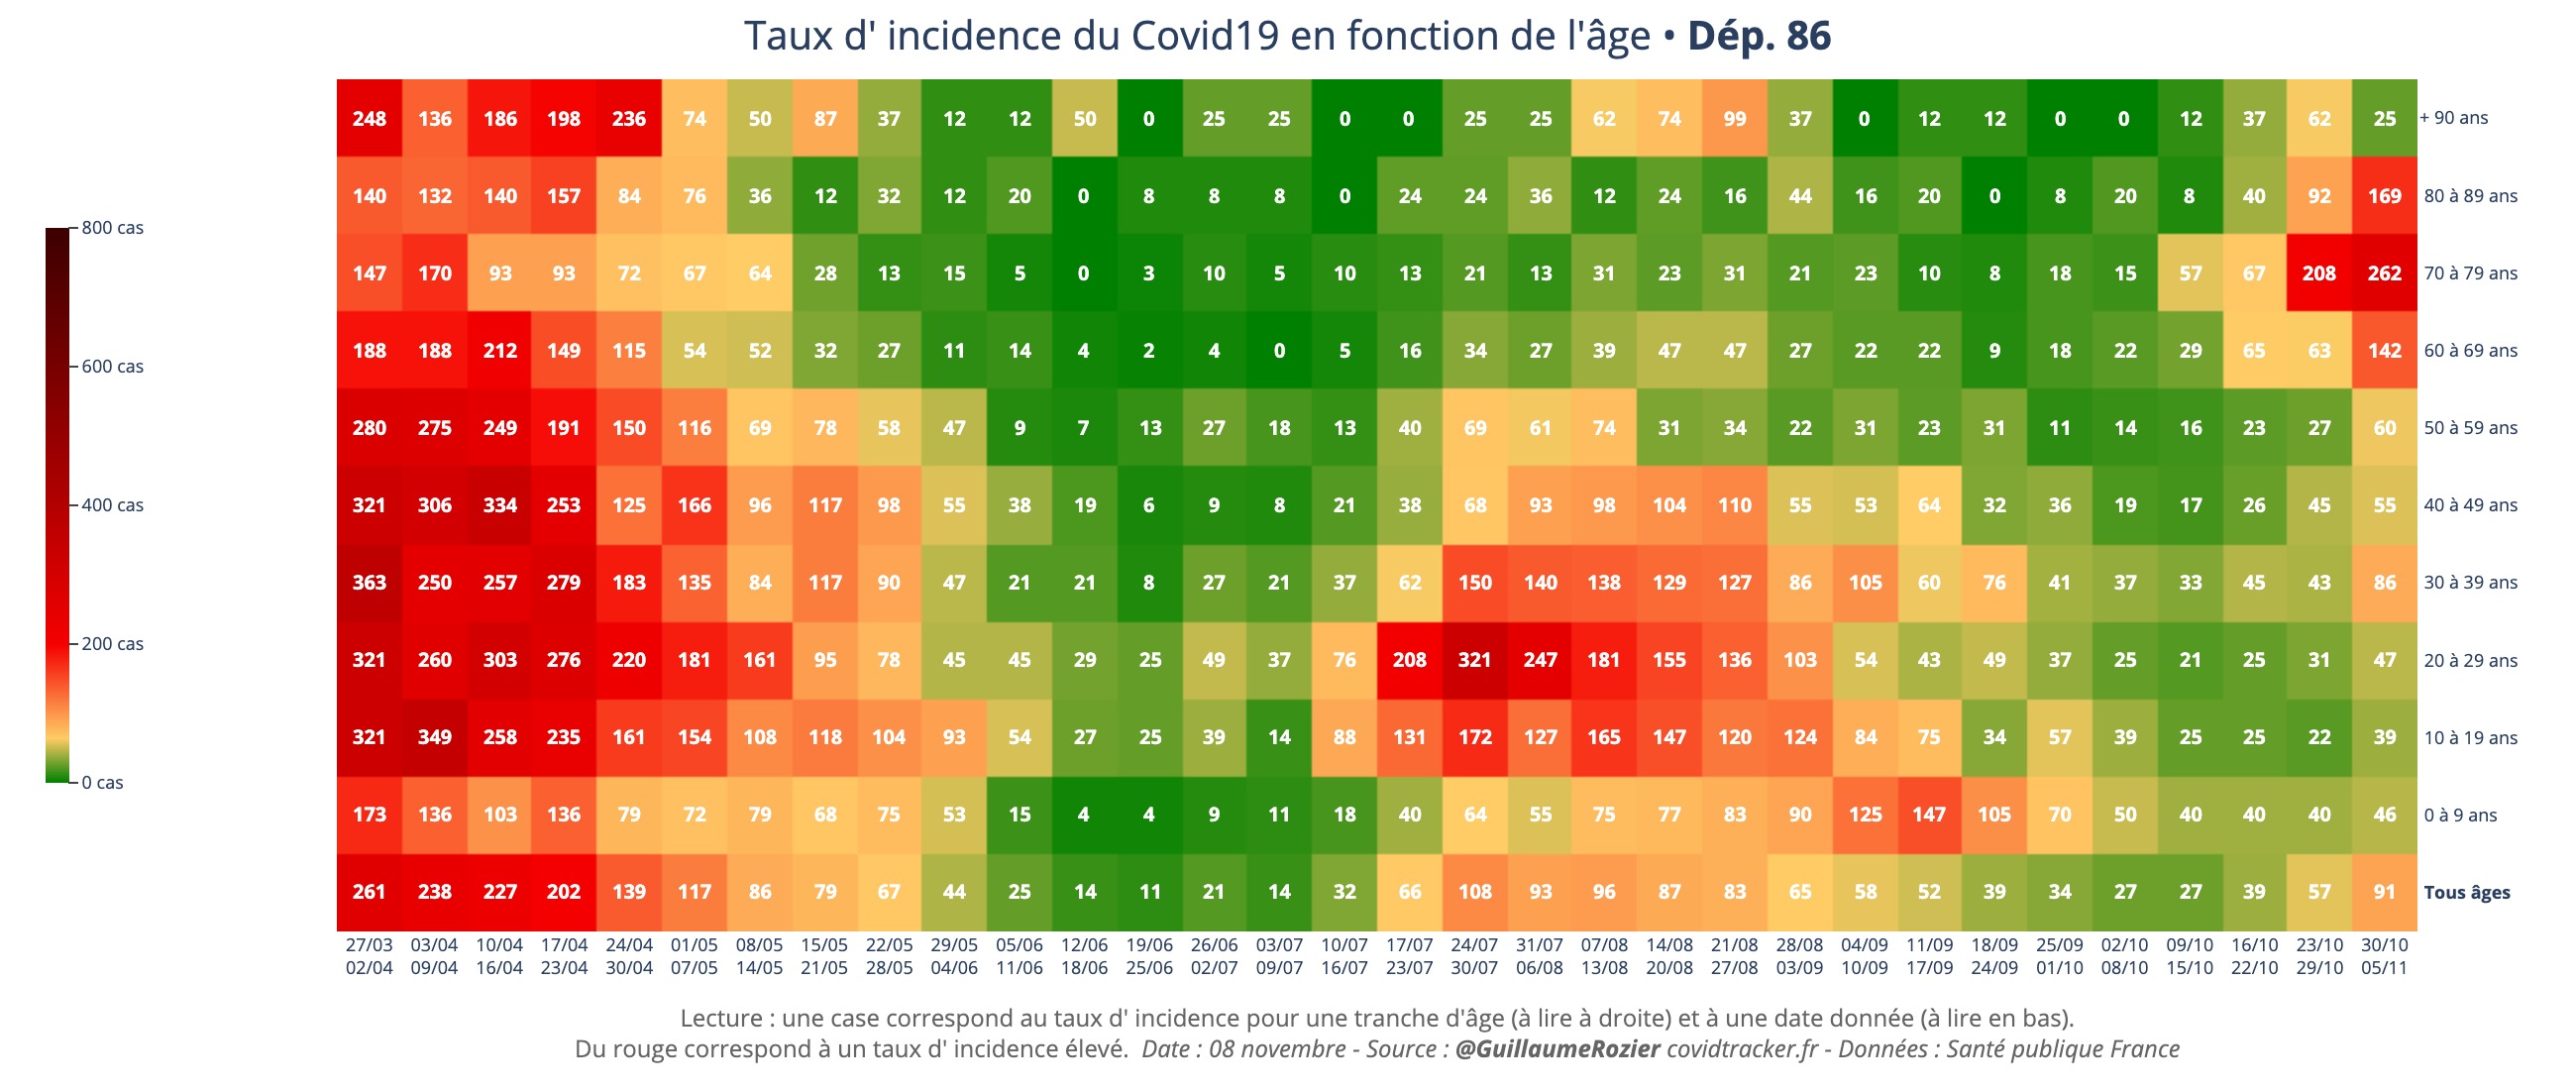 Taux d' incidence du Covid19 en fonction de l'âge • Dép. 86
800 cas
600 cas
400 cas
200 cas
0 cas
248 136 186 198 236 74 50 87 37 12 12 50 0 25 25 0 0 25 25 62 74 99 37 0 12 12 0 0 12 37 62 25 + 90 ans
140 132 140 157 84 76 36 12 32 12 20 0 8 8 8 0 24 24 36 12 24 16 44 16 20 0 8 20 8 40 92 169 80 à 89 ans
147 170 93 93 72 67 64 28 13 15 5 0 3 10 5 10 13 21 13 31 23 31 21 23 10 8 18 15 57 67 208 262 70 à 79 ans
188 188 212 149 115 54 52 32 27 11 14 4 2 4 0 5 16 34 27 39 47 47 27 22 22 9 18 22 29 65 63 142 60 à 69 ans
280 275 249 191 150 116 69 78 58 47 9 7 13 27 18 13 40 69 61 74 31 34 22 31 23 31 11 14 16 23 27 60 50 à 59 ans
321 306 334 253 125 166 96 117 98 55 38 19 6 9 8 21 38 68 93 98 104 110 55 53 64 32 36 19 17 26 45 55 40 à 49 ans
363 250 257 279 183 135 84 117 90 47 21 21 8 27 21 37 62 150 140 138 129 127 86 105 60 76 41 37 33 45 43 86 30 à 39 ans
321 260 303 276 220 181 161 95 78 45 45 29 25 49 37 76 208 321 247 181 155 136 103 54 43 49 37 25 21 25 31 47 20 à 29 ans
321 349 258 235 161 154 108 118 104 93 54 27 25 39 14 88 131 172 127 165 147 120 124 84 75 34 57 39 25 25 22 39 10 à 19 ans
173 136 103 136 79 72 79 68 75 53 15 4 4 9 11 18 40 64 55 75 77 83 90 125 147 105 70 50 40 40 40 46 0 à 9 ans
261 238 227 202 139 117 86 79 67 44 25 14 11 21 14 32 66 108 93 96 87 83 65 58 52 39 34 27 27 39 57 91 Tous âges
27/03 03/04 10/04 17/04 24/04 01/05 08/05 15/05 22/05 29/05 05/06 12/06 19/06 26/06 03/07 10/07 17/07 24/07 31/07 07/08 14/08 21/08 28/08 04/09 11/09 18/09 25/09 02/10 09/10 16/10 23/10 30/10
02/04 09/04 16/04 23/04 30/04 07/05 14/05 21/05 28/05 04/06 11/06 18/06 25/06 02/07 09/07 16/07 23/07 30/07 06/08 13/08 20/08 27/08 03/09 10/09 17/09 24/09 01/10 08/10 15/10 22/10 29/10 05/11
Lecture : une case correspond au taux d' incidence pour une tranche d'âge (à lire à droite) et à une date donnée (à lire en bas).
Du rouge correspond à un taux d' incidence élevé. Date : 08 novembre - Source : @GuillaumeRozier covidtracker.fr - Données : Santé publique France